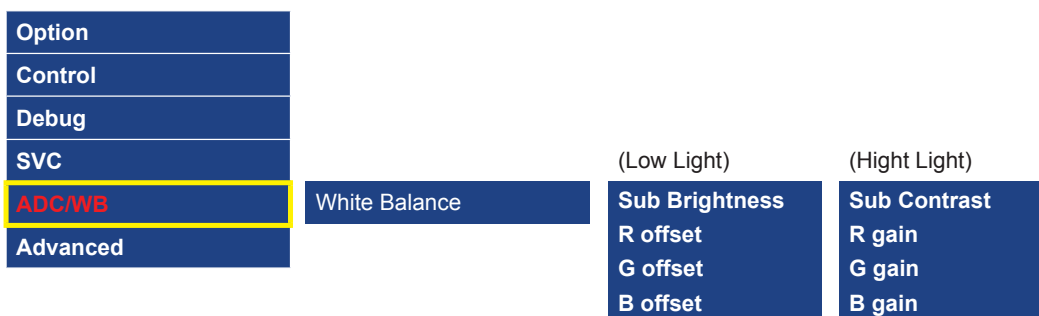 Option
Control
Debug
SVC
ADC/WB
Advanced
White Balance
(Low Light)
Sub Brightness
R offset
G offset
B offset
(Hight Light)
Sub Contrast
R gain
G gain
B gain